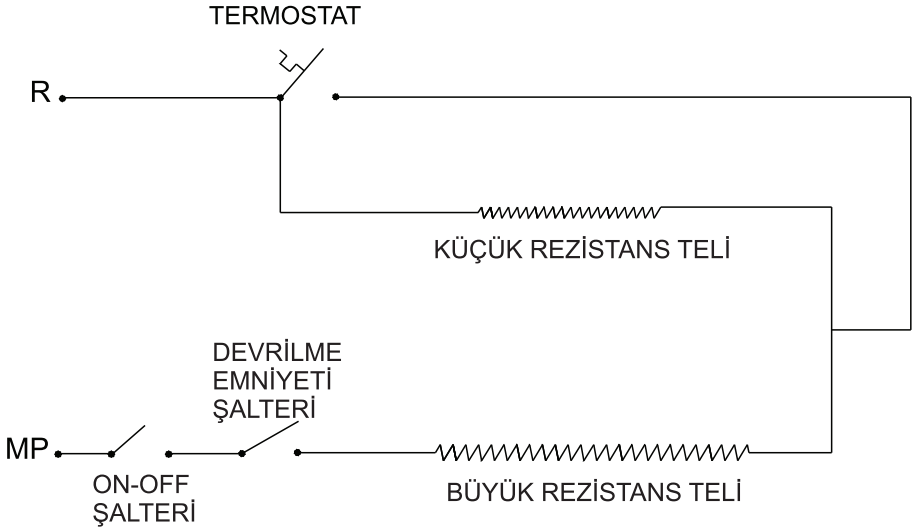 TERMOSTAT
R
KÜÇÜK REZİSTANS TELİ
DEVRİLME
EMNİYETİ
ŞALTERİ
MP
ON-OFF
ŞALTERİ
BÜYÜK REZİSTANS TELİ